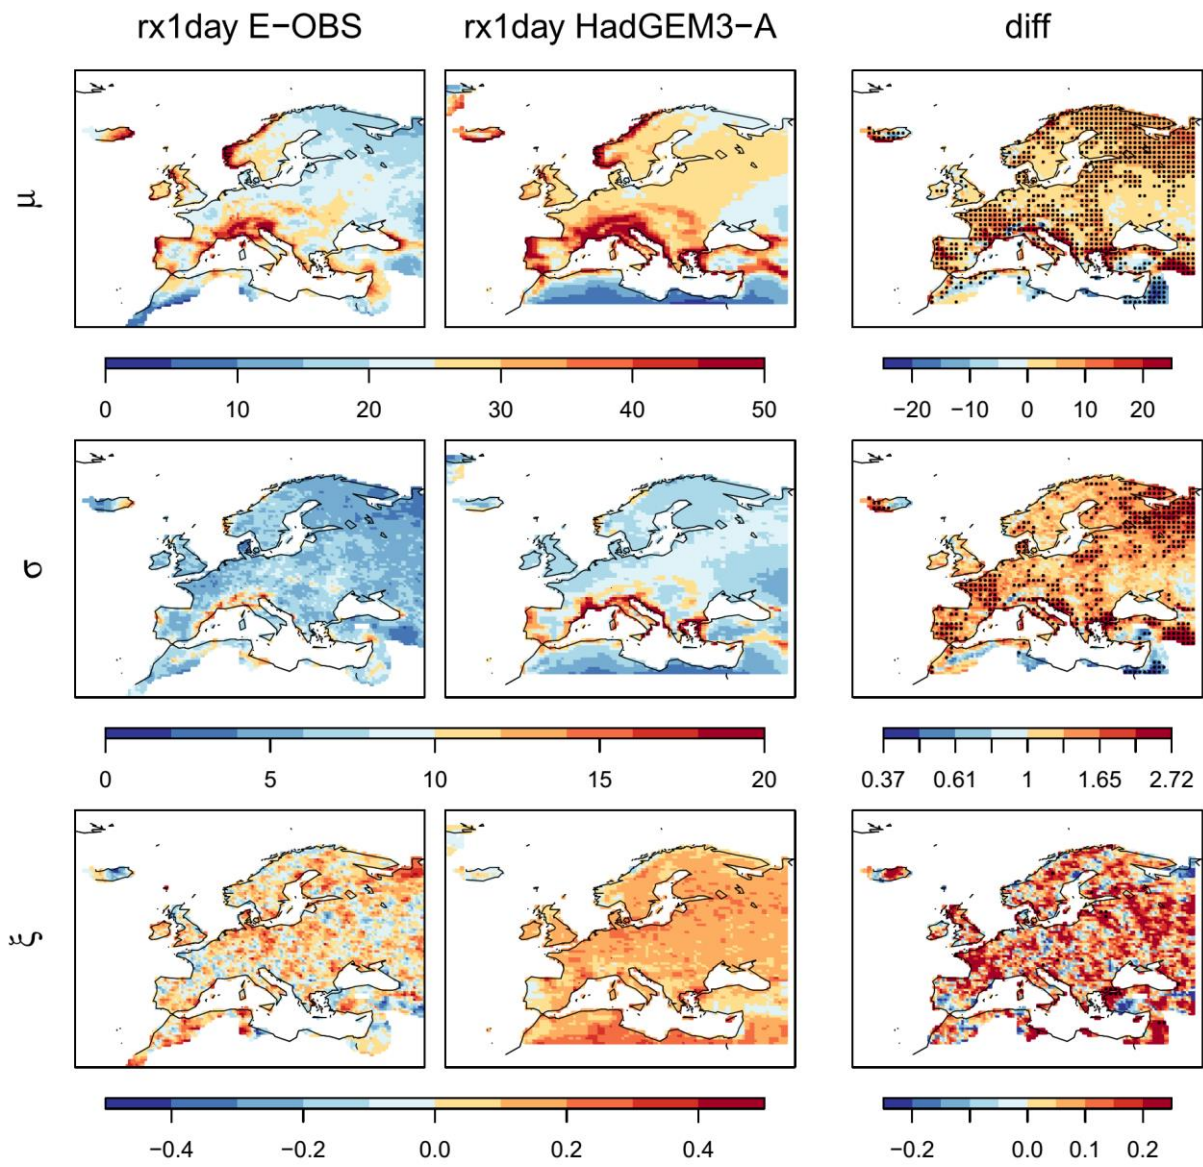 rx1day E−OBS rx1day HadGEM3−A diff
μ
0 10 20 30 40 50 −20 −10 0 10 20
σ
0 5 10 15 20 0.37 0.61 1 1.65 2.72
ξ
−0.4 −0.2 0.0 0.2 0.4 −0.2 0.0 0.1 0.2